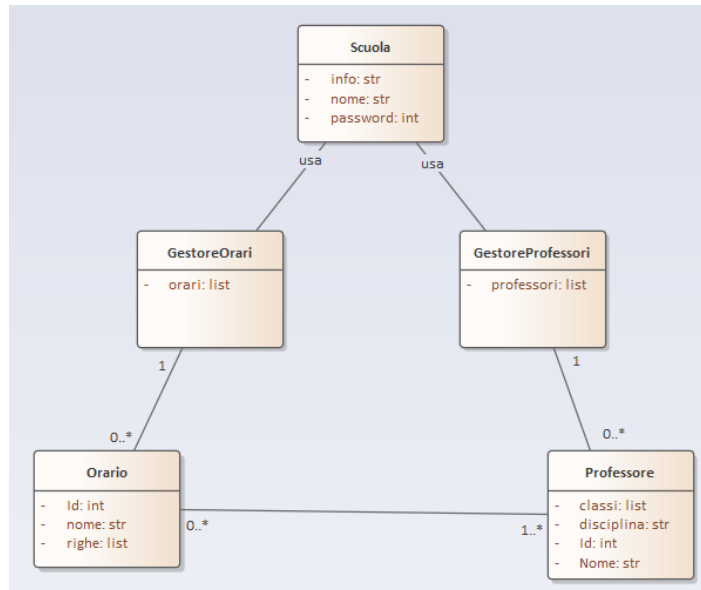 Scuola
- info: str
- nome: str
- password: int
usa
usa
GestoreOrari
- orari: list
GestoreProfessori
- professori: list
1
1
0..*
0..*
Orario
- Id: int
- nome: str
- righe: list
0..*
1..*
Professore
- classi: list
- disciplina: str
- Id: int
- Nome: str